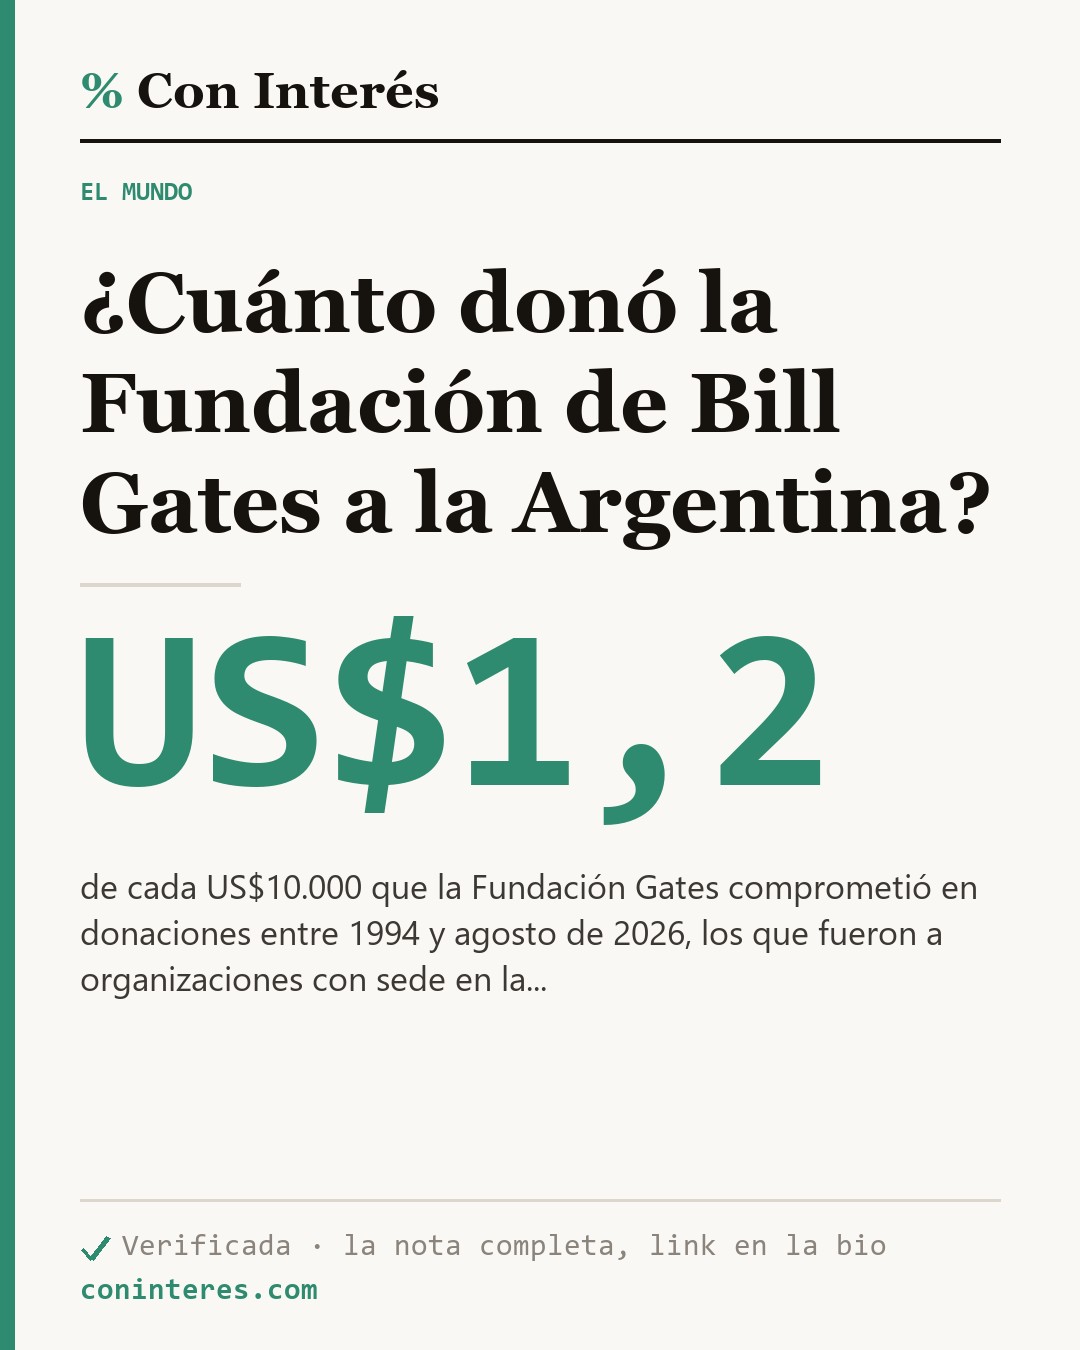 % Con Interés
EL MUNDO
¿Cuánto donó la
Fundación de Bill
Gates a la Argentina?
US$1,2
de cada US$10.000 que la Fundación Gates comprometió en
donaciones entre 1994 y agosto de 2026, los que fueron a
organizaciones con sede en la...
✓ Verificada · la nota completa, link en la bio
coninteres.com